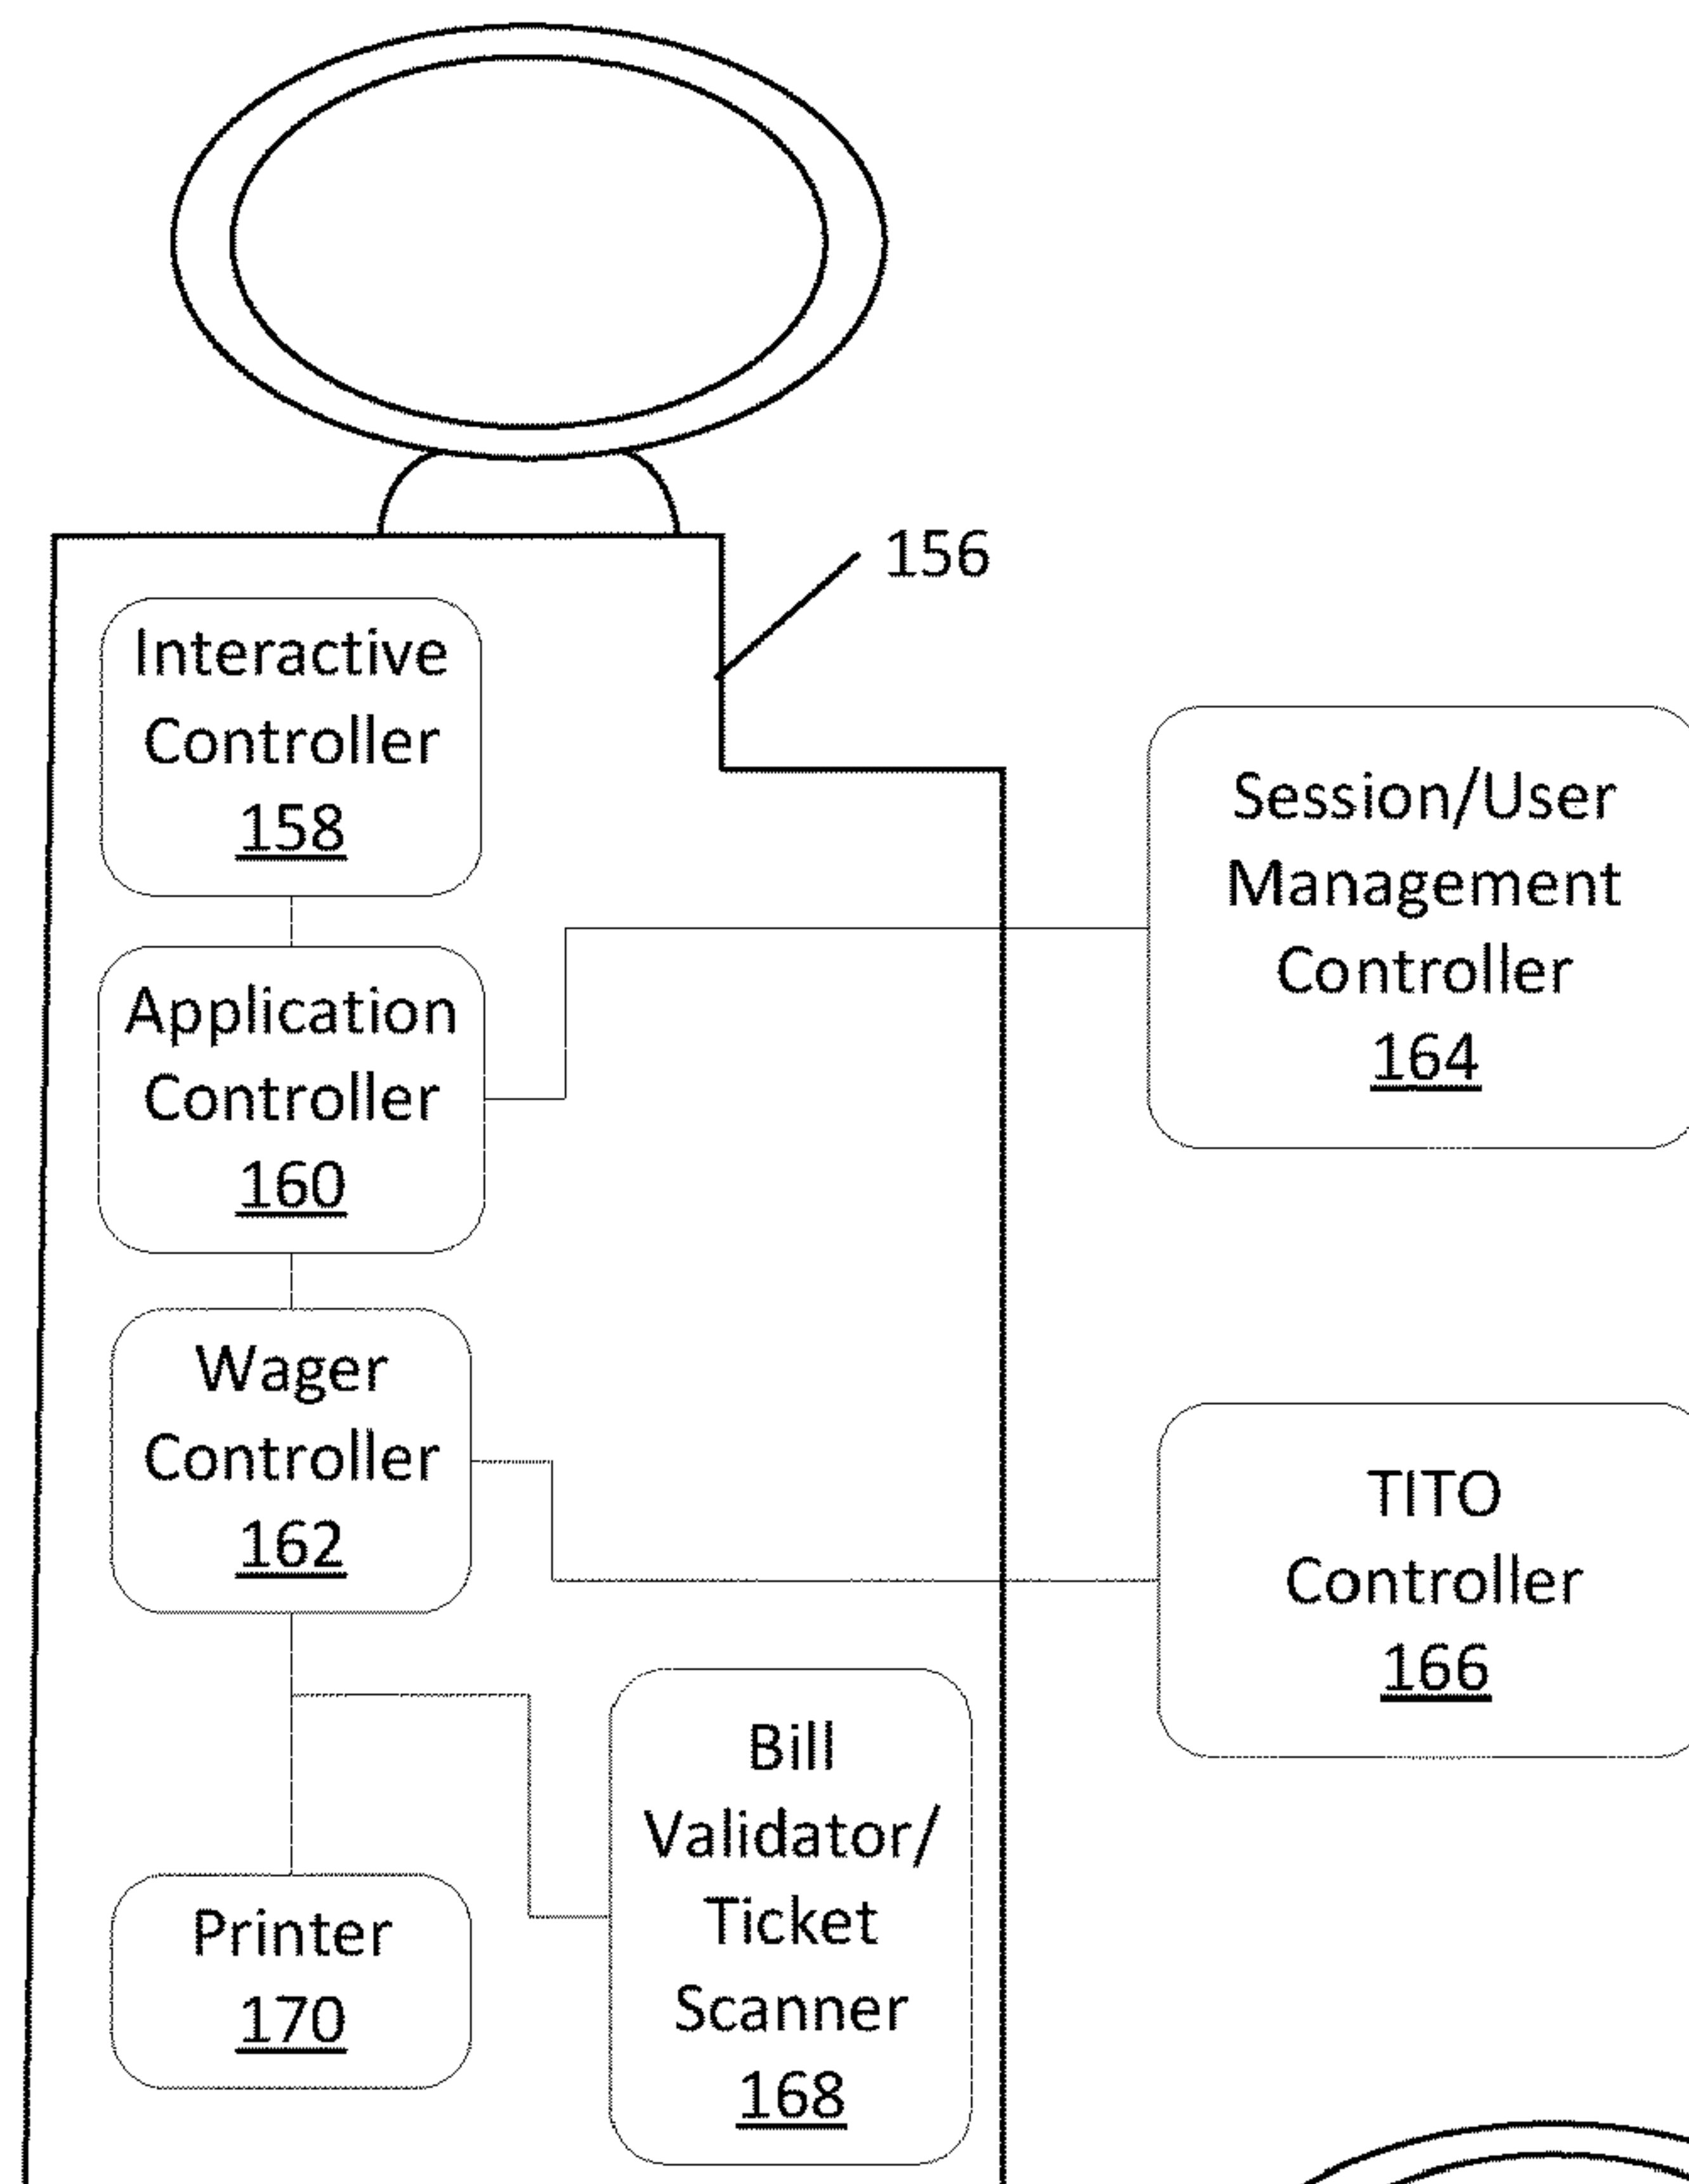 156
Interactive
Controller
158
Session/User
Management
Controller
164
Application
Controller
160
Wager
Controller
162
TITO
Controller
166
Bill
Validator/
Ticket
Scanner
168
Printer
170